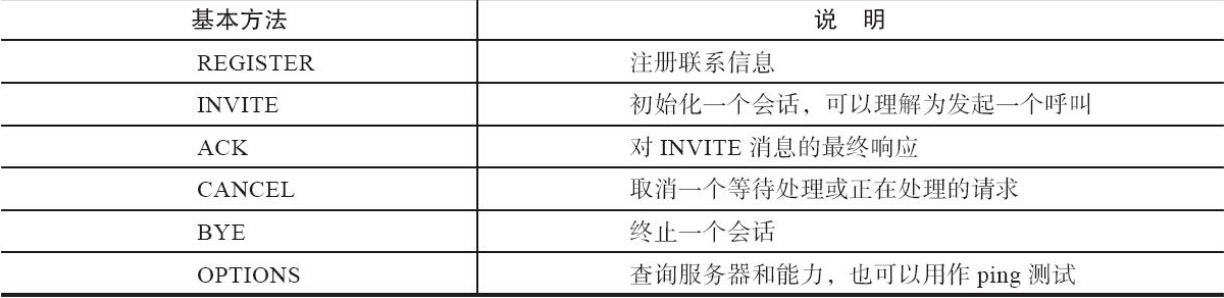 基本方法 说 明
REGISTER 注册联系信息
INVITE 初始化一个会话，可以理解为发起一个呼叫
ACK 对 INVITE 消息的最终响应
CANCEL 取消一个等待处理或正在处理的请求
BYE 终止一个会话
OPTIONS 查询服务器和能力，也可以用作 ping 测试